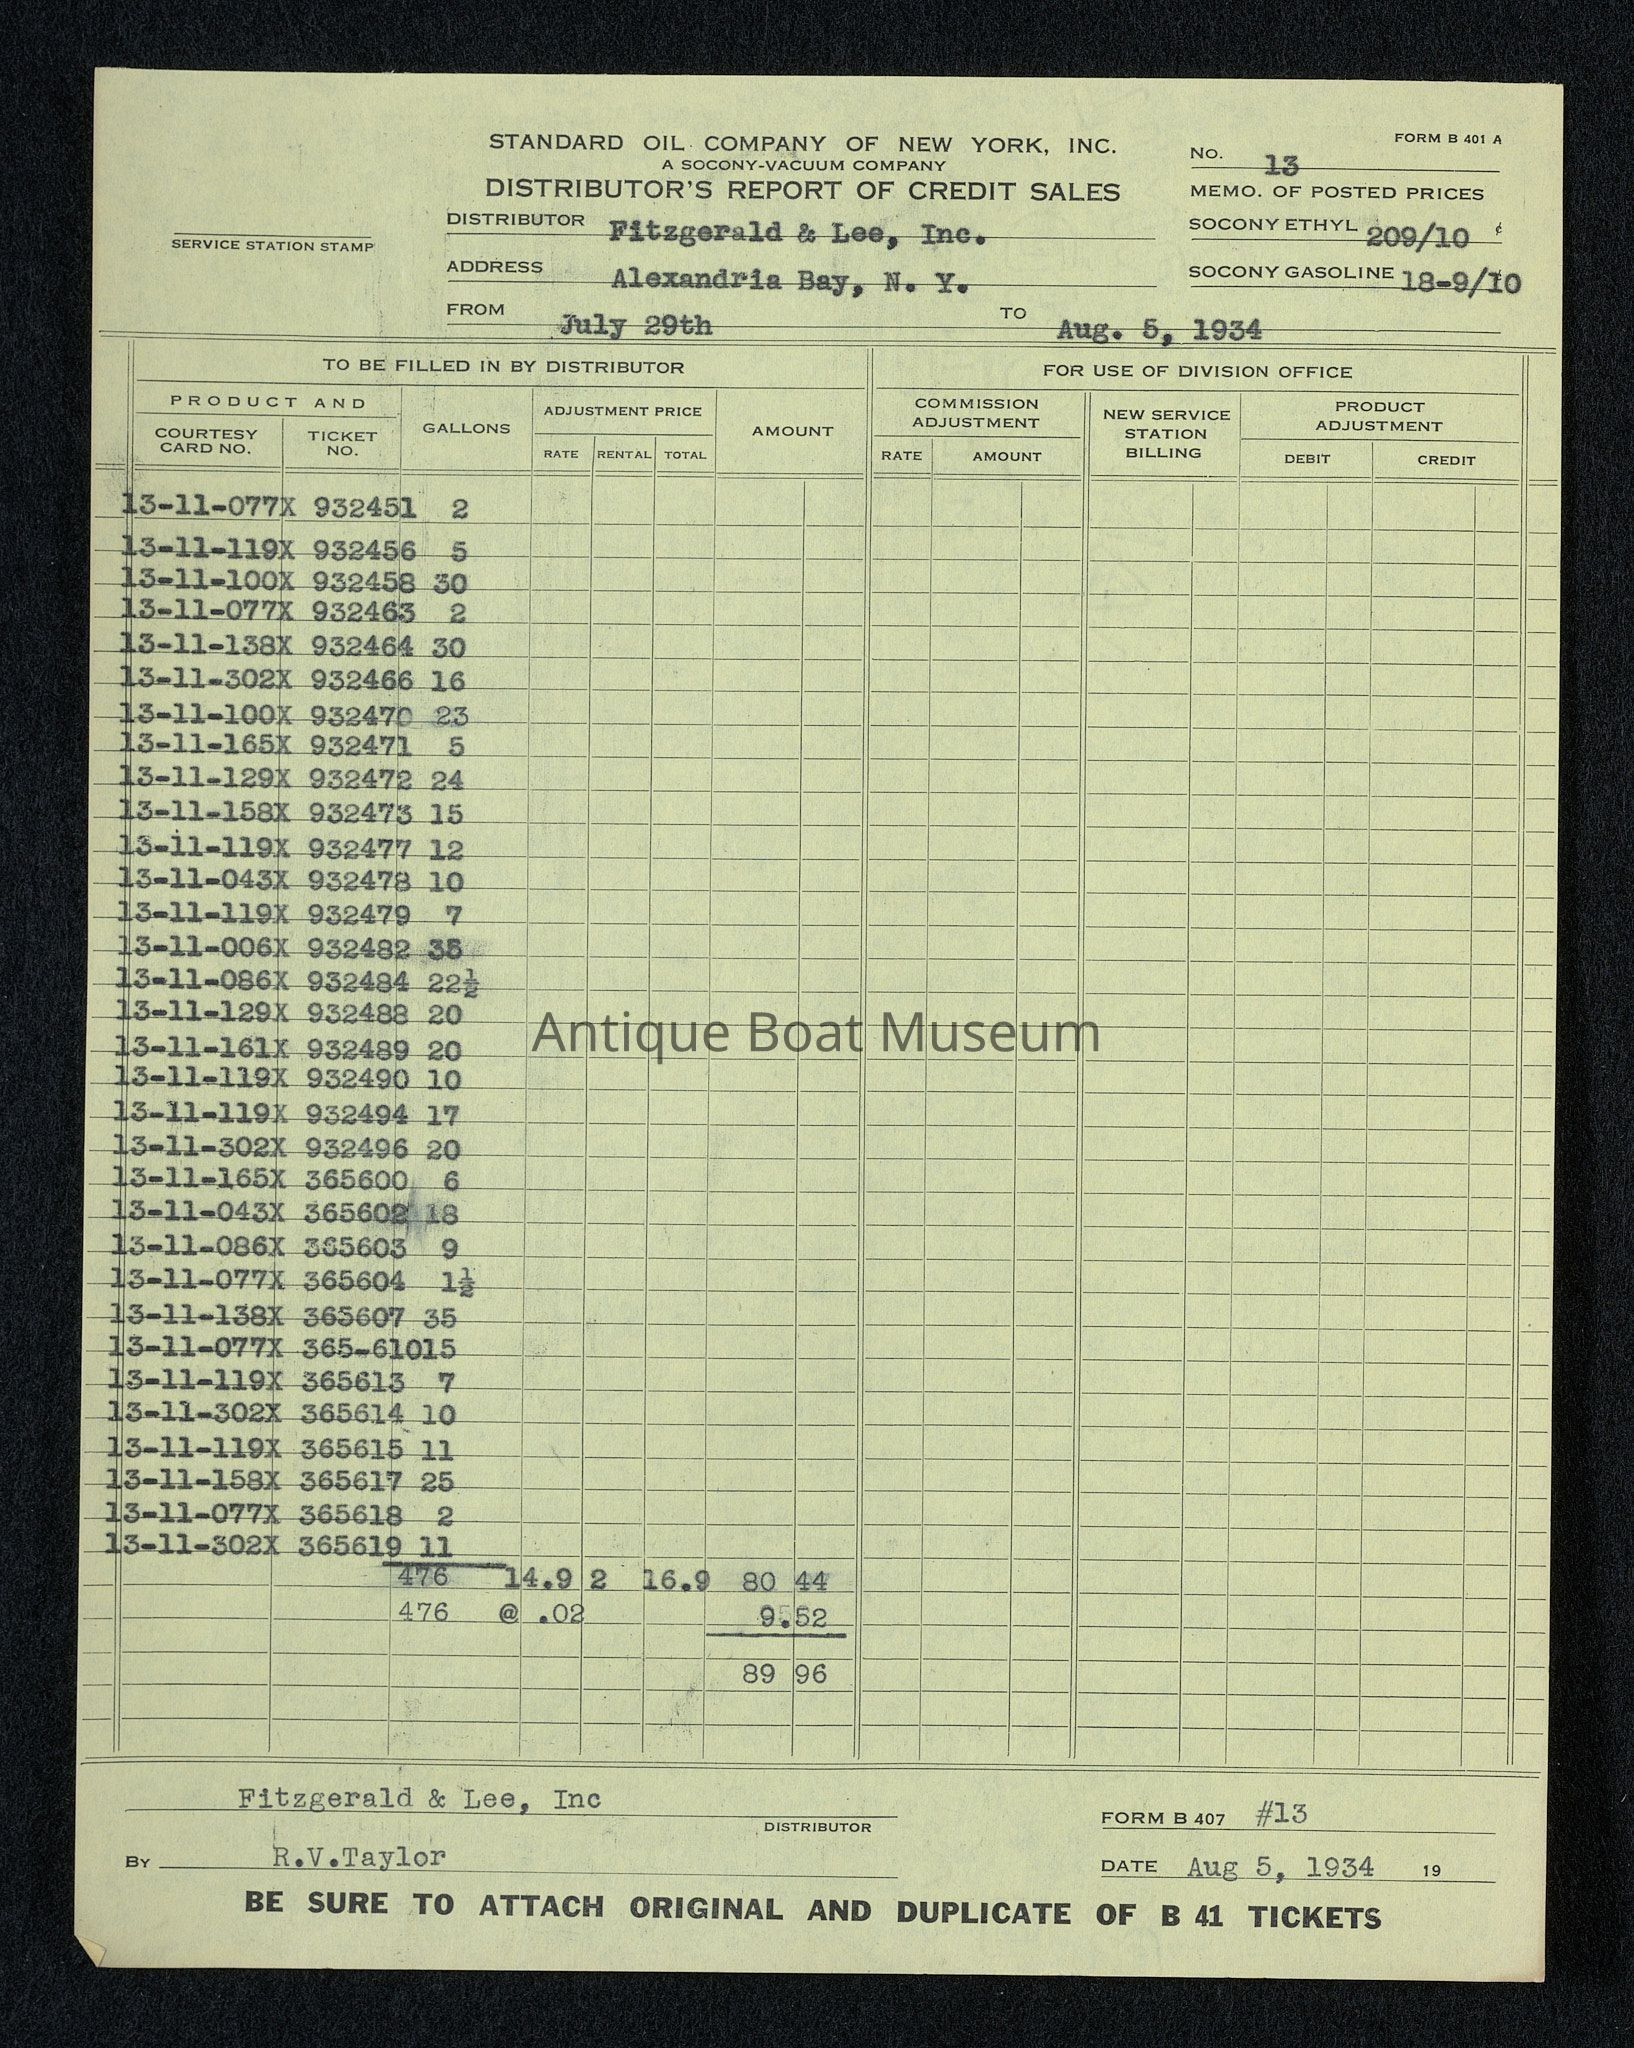 FORM B 401 A
STANDARD OIL COMPANY OF NEW YORK, INC.
A SOCONY-VACUUM COMPANY
DISTRIBUTOR'S REPORT OF CREDIT SALES
No. 13
MEMO. OF POSTED PRICES
SOCONY ETHYL 209/10 ¢
SOCONY GASOLINE 18-9/10
SERVICE STATION STAMP
DISTRIBUTOR Fitzgerald & Lee, Inc.
ADDRESS Alexandria Bay, N. Y.
FROM July 29th TO Aug. 5, 1934
TO BE FILLED IN BY DISTRIBUTOR FOR USE OF DIVISION OFFICE
PRODUCT AND
COURTESY CARD NO. TICKET NO. GALLONS ADJUSTMENT PRICE RATE RENTAL TOTAL AMOUNT
COMMISSION ADJUSTMENT RATE AMOUNT NEW SERVICE STATION BILLING PRODUCT ADJUSTMENT DEBIT CREDIT
13-11-077X 932451 2
13-11-119X 932456 5
13-11-100X 932458 30
13-11-077X 932463 2
13-11-138X 932464 30
13-11-302X 932466 16
13-11-100X 932470 23
13-11-165X 932471 5
13-11-129X 932472 24
13-11-158X 932473 15
13-11-119X 932477 12
13-11-043X 932478 10
13-11-119X 932479 7
13-11-006X 932482
13-11-086X 932484 22½
13-11-129X 932488 20
13-11-161X 932489 20
13-11-119X 932490 10
13-11-119X 932494 17
13-11-302X 932496 20
13-11-165X 365600 6
13-11-043X 365602 18
13-11-086X 365603 9
13-11-077X 365604 1½
13-11-138X 365607 35
13-11-077X 365-61015
13-11-119X 365613 7
13-11-302X 365614 10
13-11-119X 365615 11
13-11-158X 365617 25
13-11-077X 365618 2
13-11-302X 365619 11
476 14.9 2 16.9 80 44
476 @ .02 9.52
89 96
Antique Boat Museum
Fitzgerald & Lee, Inc
DISTRIBUTOR
BY R.V.Taylor
FORM B 407 #13
DATE Aug 5, 1934 19
BE SURE TO ATTACH ORIGINAL AND DUPLICATE OF B 41 TICKETS